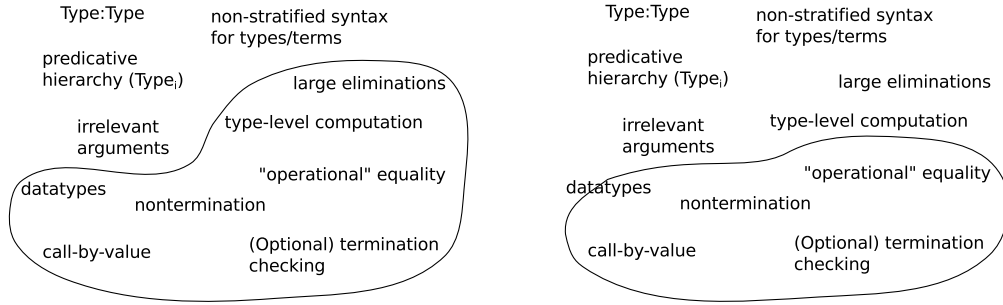 Type:Type
non-stratified syntax
for types/terms
predicative
hierarchy (Typeᵢ)
large eliminations
type-level computation
irrelevant
arguments
"operational" equality
datatypes
nontermination
call-by-value
(Optional) termination
checking
Type:Type
non-stratified syntax
for types/terms
predicative
hierarchy (Typeᵢ)
large eliminations
type-level computation
irrelevant
arguments
"operational" equality
datatypes
nontermination
call-by-value
(Optional) termination
checking